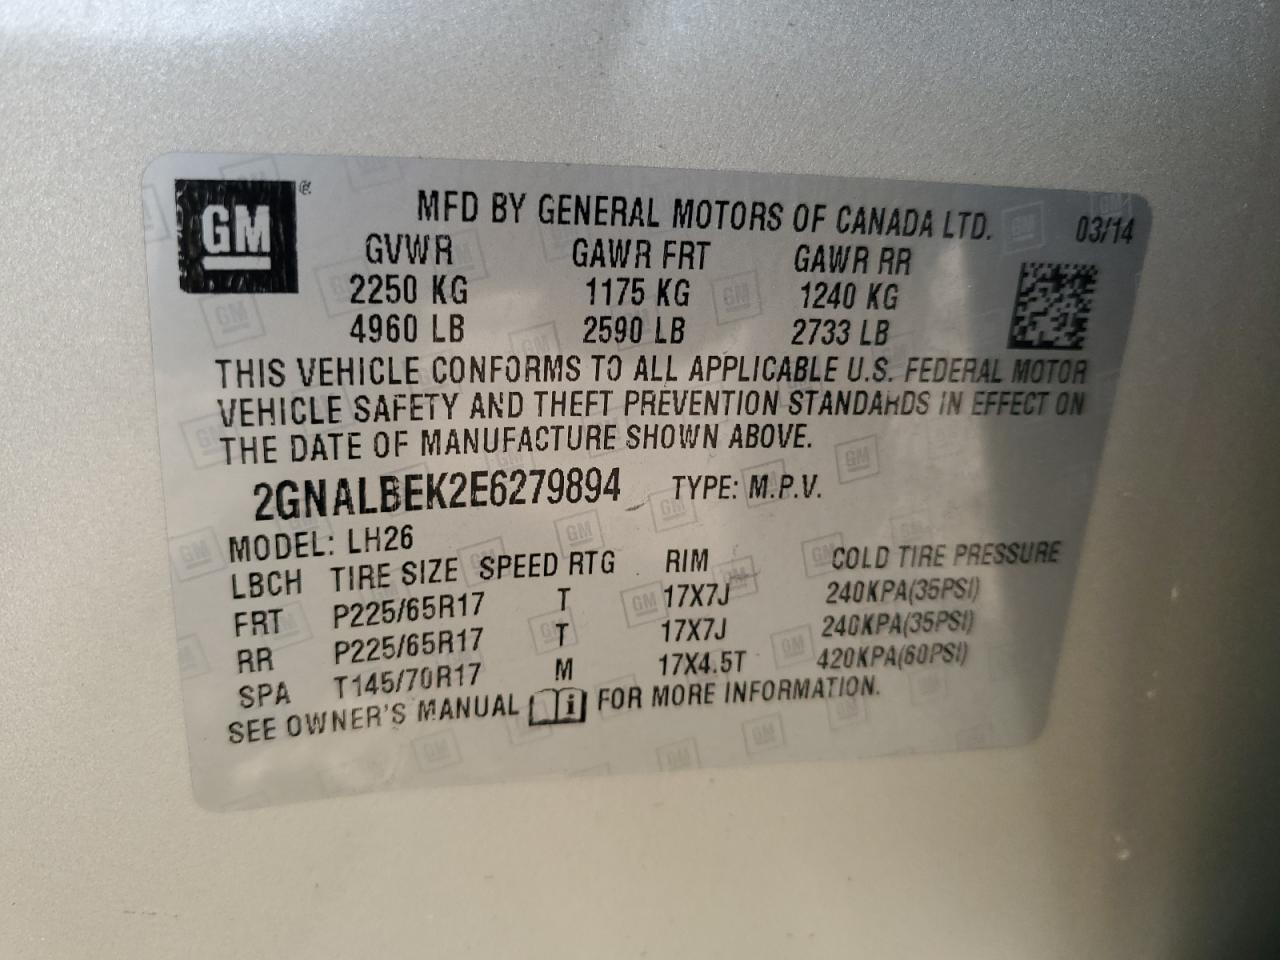 GM
MFD BY GENERAL MOTORS OF CANADA LTD. 03/14
GVWR GAWR FRT GAWR RR
2250 KG 1175 KG 1240 KG
4960 LB 2590 LB 2733 LB
THIS VEHICLE CONFORMS TO ALL APPLICABLE U.S. FEDERAL MOTOR
VEHICLE SAFETY AND THEFT PREVENTION STANDARDS IN EFFECT ON
THE DATE OF MANUFACTURE SHOWN ABOVE.
2GNALBEK2E6279894 TYPE: M.P.V.
MODEL: LH26
LBCH TIRE SIZE SPEED RTG RIM COLD TIRE PRESSURE
FRT P225/65R17 T 17X7J 240KPA(35PSI)
RR P225/65R17 T 17X7J 240KPA(35PSI)
SPA T145/70R17 M 17X4.5T 420KPA(60PSI)
SEE OWNER'S MANUAL i FOR MORE INFORMATION.